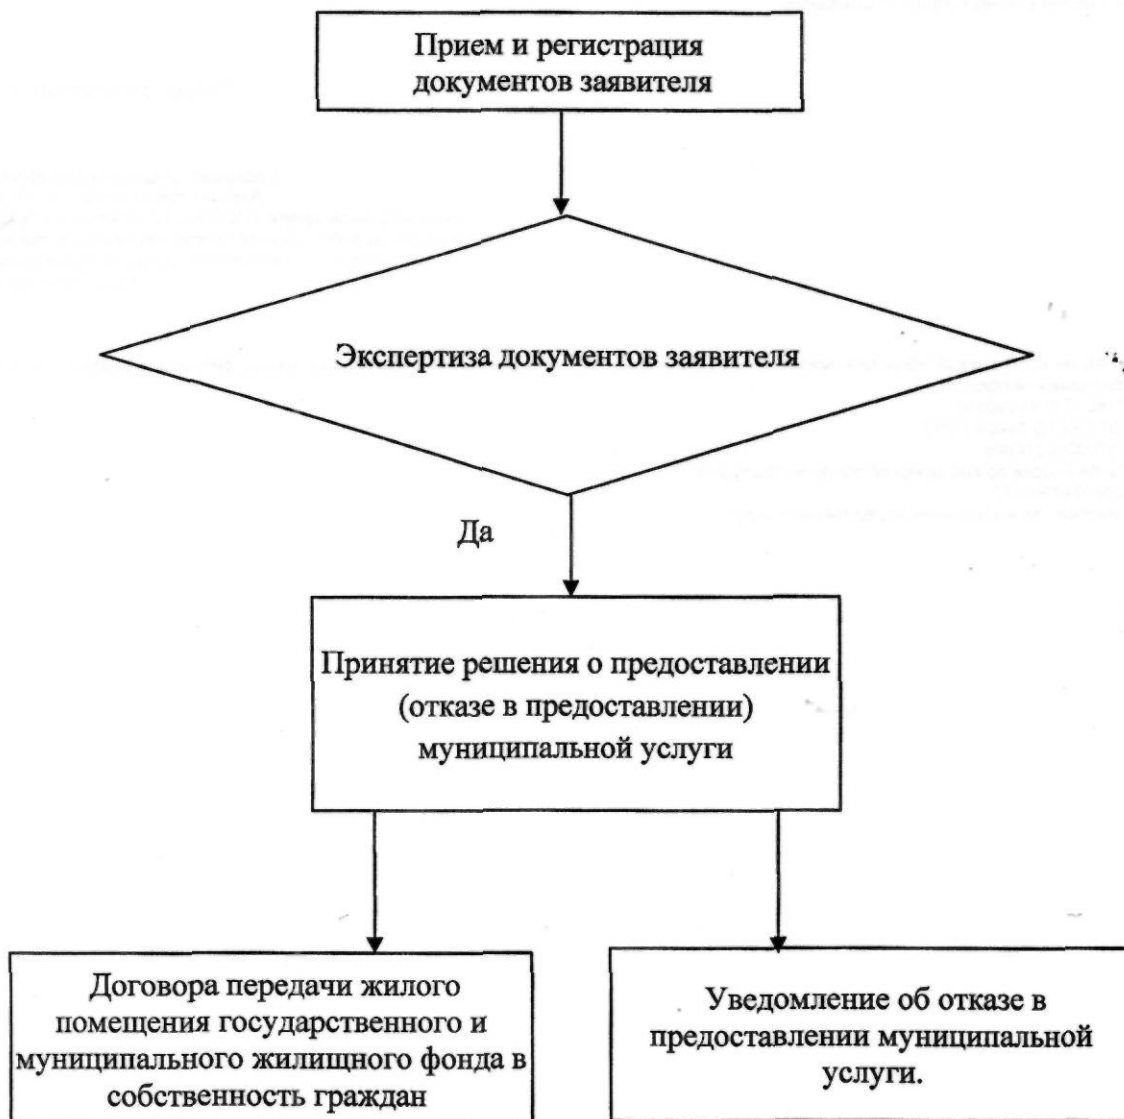 Прием и регистрация
документов заявителя
Экспертиза документов заявителя
Да
Принятие решения о предоставлении
(отказе в предоставлении)
муниципальной услуги
Договора передачи жилого
помещения государственного и
муниципального жилищного фонда в
собственность граждан
Уведомление об отказе в
предоставлении муниципальной
услуги.